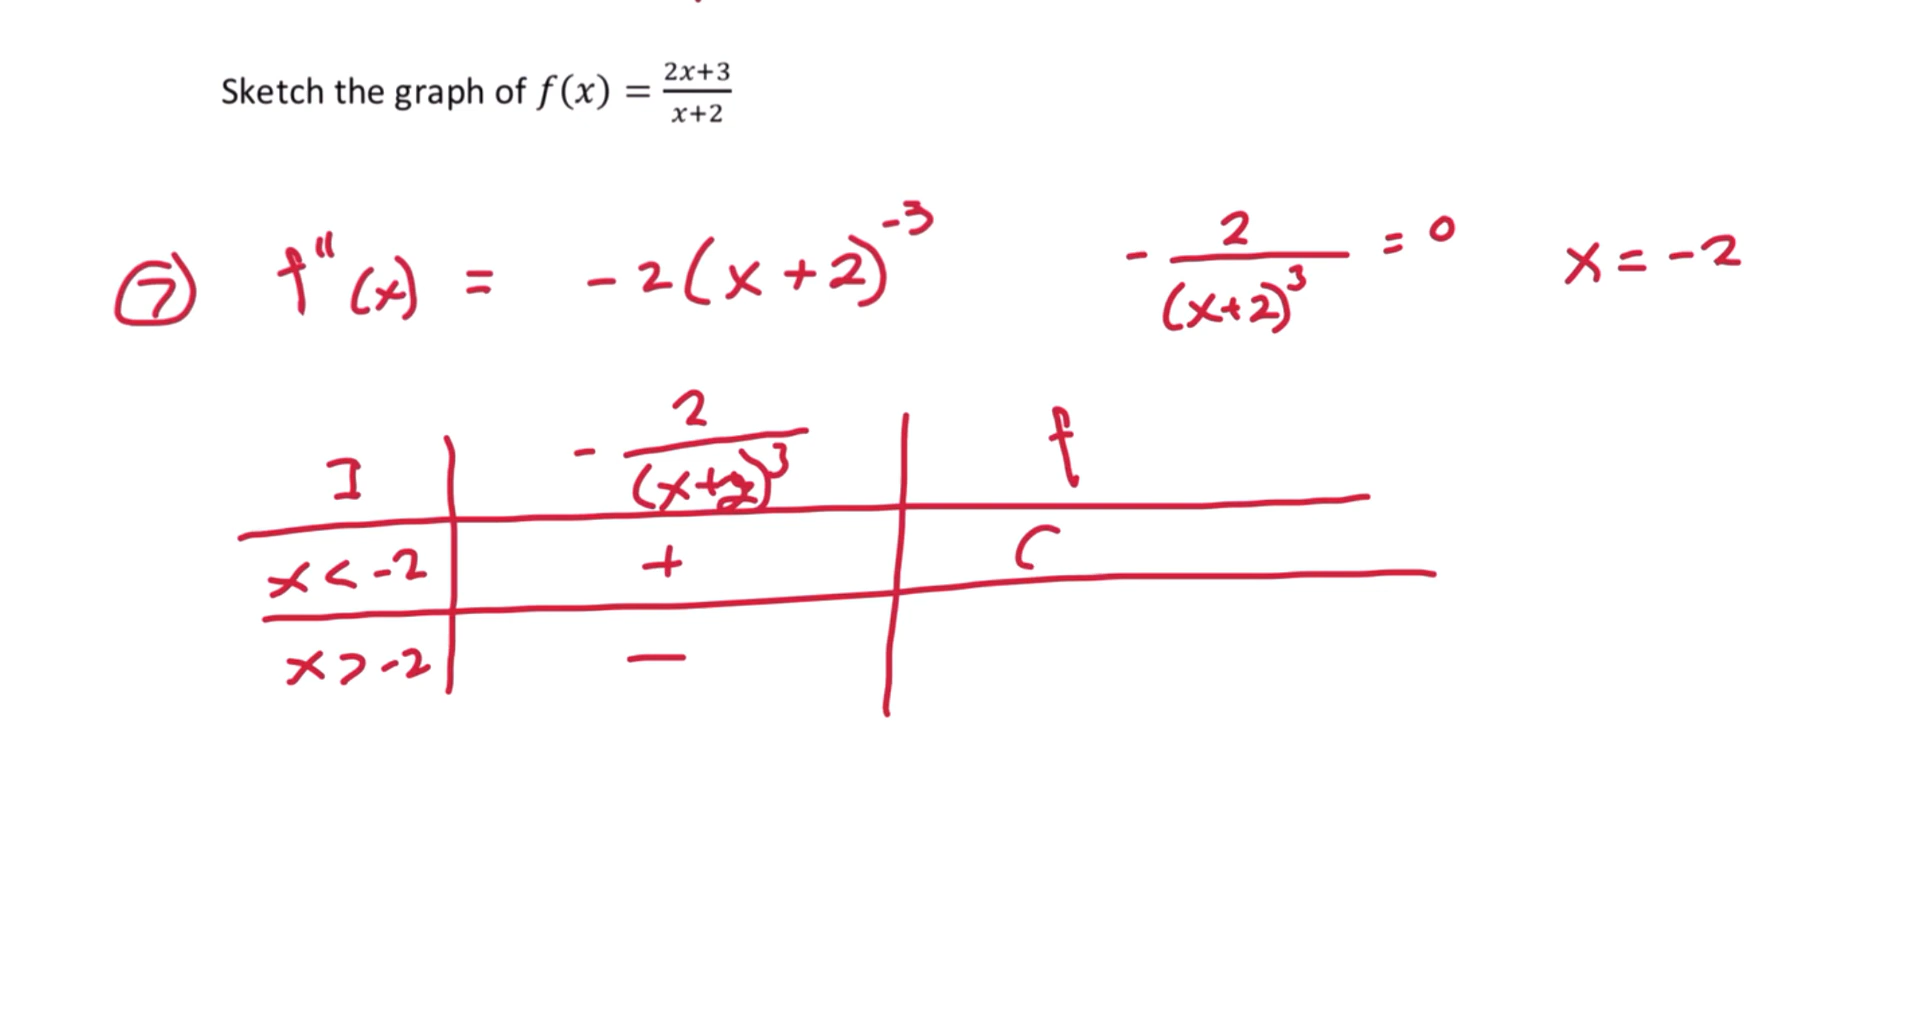 Sketch the graph of f(x) = (2x+3)/(x+2)
⑦ f''(x) = -2(x+2)^-3    - 2/(x+2)^3 = 0    x = -2
I    - 2/(x+2)^3    f
x < -2    +    C
x > -2    −